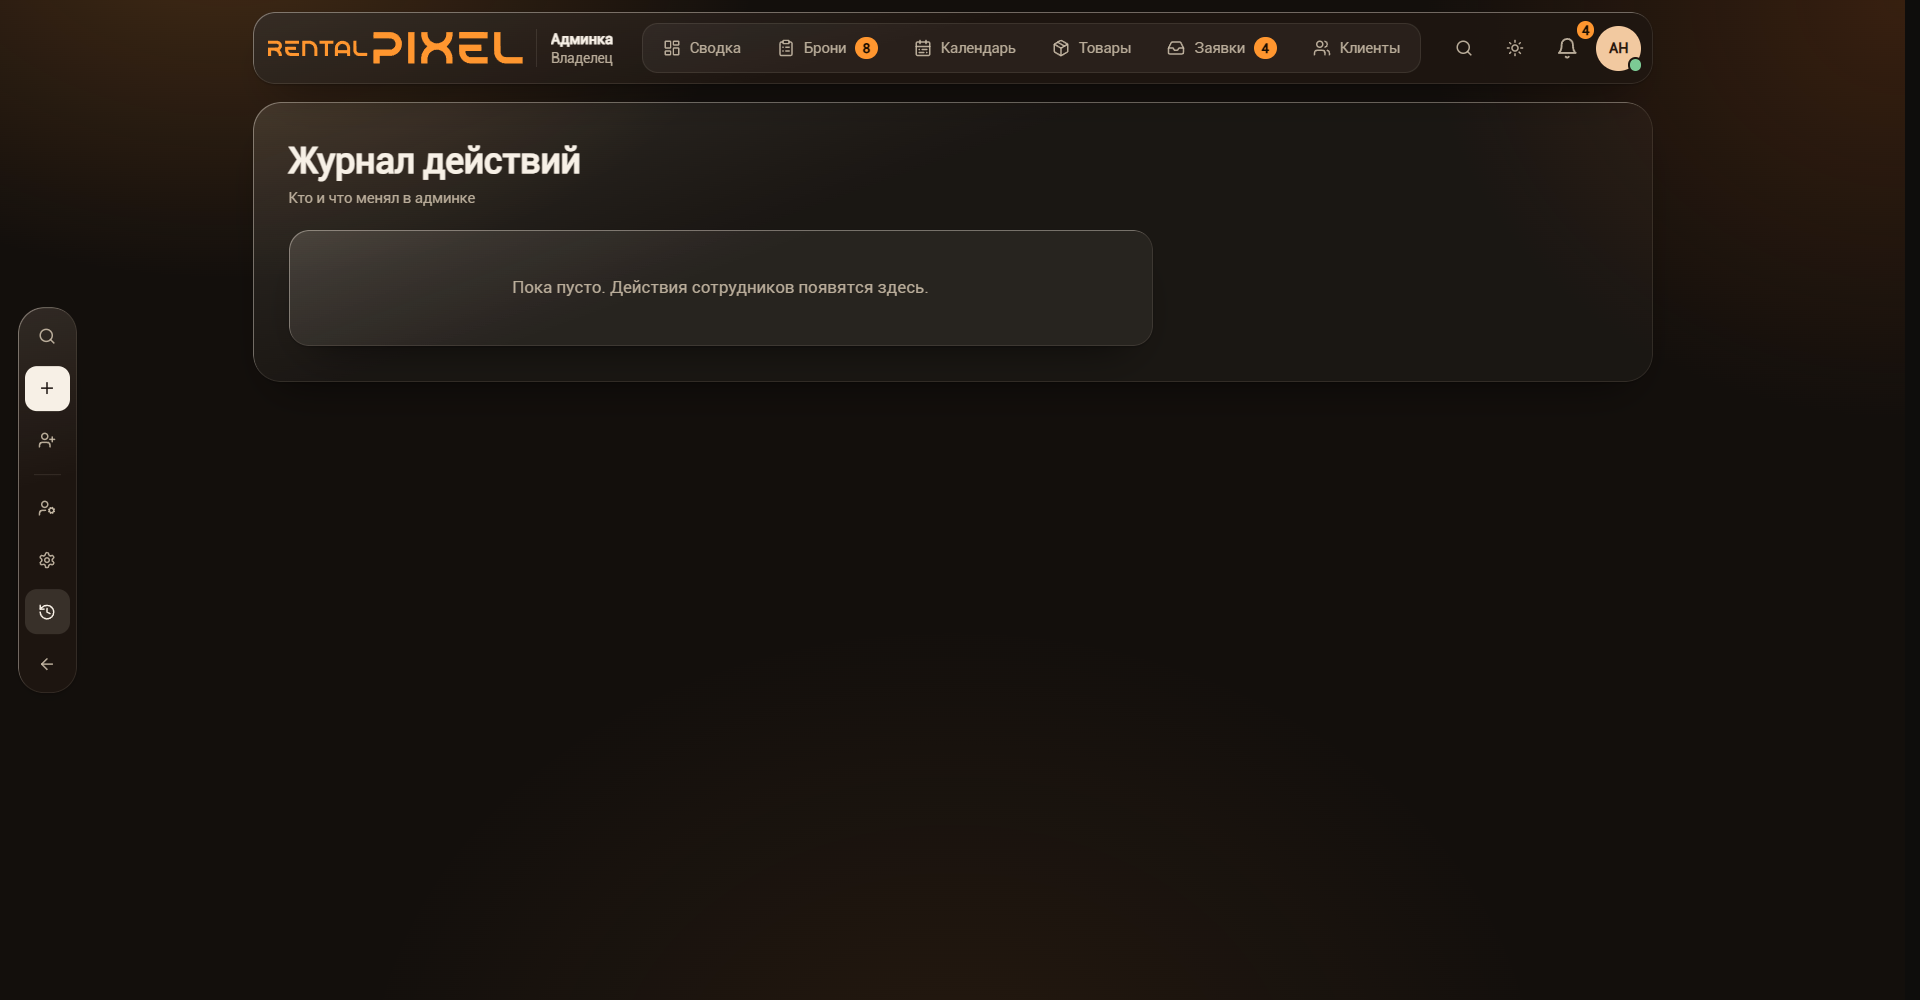 RENTAL PIXEL
Админка
Владелец
Сводка
Брони 8
Календарь
Товары
Заявки 4
Клиенты
4
АН
Журнал действий
Кто и что менял в админке
Пока пусто. Действия сотрудников появятся здесь.